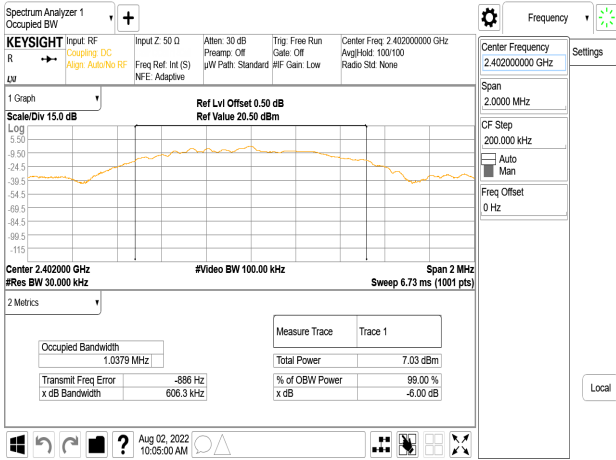 Spectrum Analyzer 1
Occupied BW
Frequency
KEYSIGHT
R
Input: RF
Coupling: DC
Align: Auto/No RF
Input Z: 50 Ω
Freq Ref: Int (S)
NFE: Adaptive
Atten: 30 dB
Preamp: Off
µW Path: Standard
Trig: Free Run
Gate: Off
#IF Gain: Low
Center Freq: 2.402000000 GHz
Avg|Hold: 100/100
Radio Std: None
LXI
Center Frequency
2.402000000 GHz
Settings
Span
2.0000 MHz
CF Step
200.000 kHz
Auto
Man
Freq Offset
0 Hz
Local
1 Graph
Scale/Div 15.0 dB
Ref Lvl Offset 0.50 dB
Ref Value 20.50 dBm
Log
5.50
-9.50
-24.5
-39.5
-54.5
-69.5
-84.5
-99.5
-115
Center 2.402000 GHz
#Res BW 30.000 kHz
#Video BW 100.00 kHz
Span 2 MHz
Sweep 6.73 ms (1001 pts)
2 Metrics
Measure Trace Trace 1
Occupied Bandwidth
1.0379 MHz
Total Power 7.03 dBm
Transmit Freq Error -886 Hz
% of OBW Power 99.00 %
x dB Bandwidth 606.3 kHz
x dB -6.00 dB
?
Aug 02, 2022
10:05:00 AM